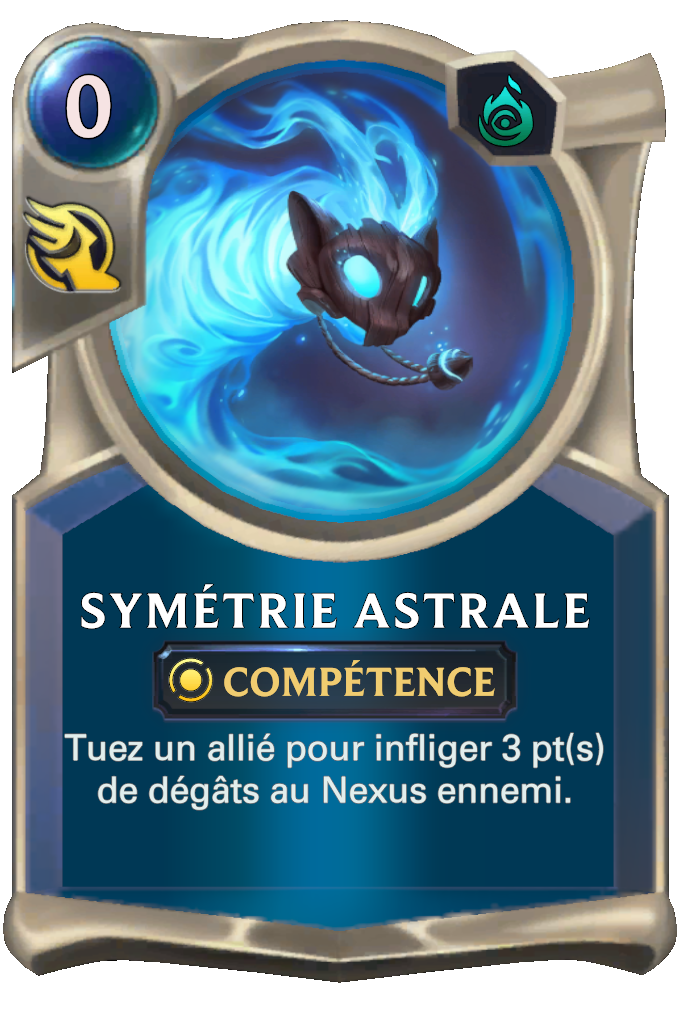 0
SYMÉTRIE ASTRALE
COMPÉTENCE
Tuez un allié pour infliger 3 pt(s)
de dégâts au Nexus ennemi.